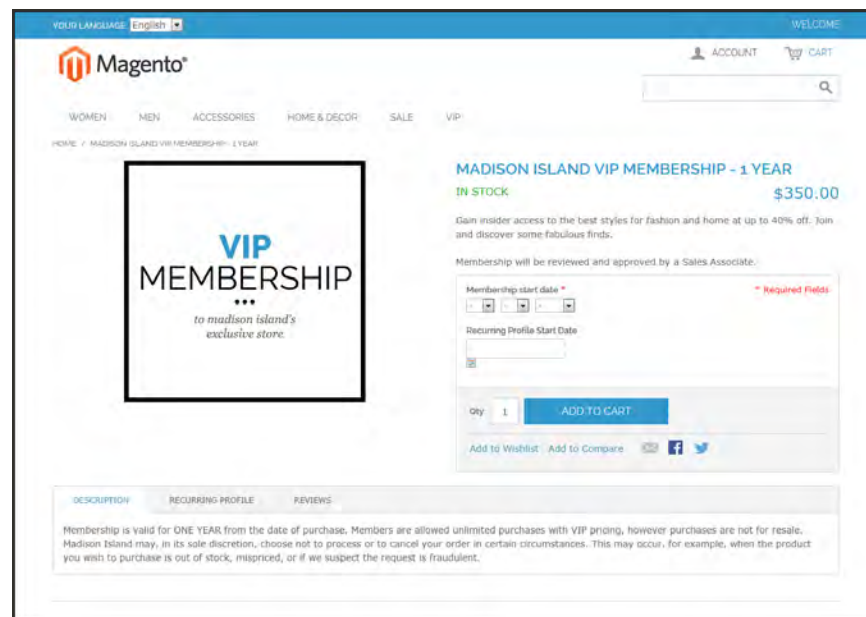 YOUR LANGUAGE: English
WELCOME
Magento®
ACCOUNT
CART
WOMEN MEN ACCESSORIES HOME & DECOR SALE VIP
HOME / MADISON ISLAND VIP MEMBERSHIP - 1 YEAR
VIP
MEMBERSHIP
to madison island's
exclusive store
MADISON ISLAND VIP MEMBERSHIP - 1 YEAR
IN STOCK
$350.00
Gain insider access to the best styles for fashion and home at up to 40% off. Join
and discover some fabulous finds.
Membership will be reviewed and approved by a Sales Associate.
Membership start date *
* Required Fields
- - -
Recurring Profile Start Date
Qty 1 ADD TO CART
Add to Wishlist Add to Compare
DESCRIPTION RECURRING PROFILE REVIEWS
Membership is valid for ONE YEAR from the date of purchase. Members are allowed unlimited purchases with VIP pricing, however purchases are not for resale.
Madison Island may, in its sole discretion, choose not to process or to cancel your order in certain circumstances. This may occur, for example, when the product
you wish to purchase is out of stock, mispriced, or if we suspect the request is fraudulent.